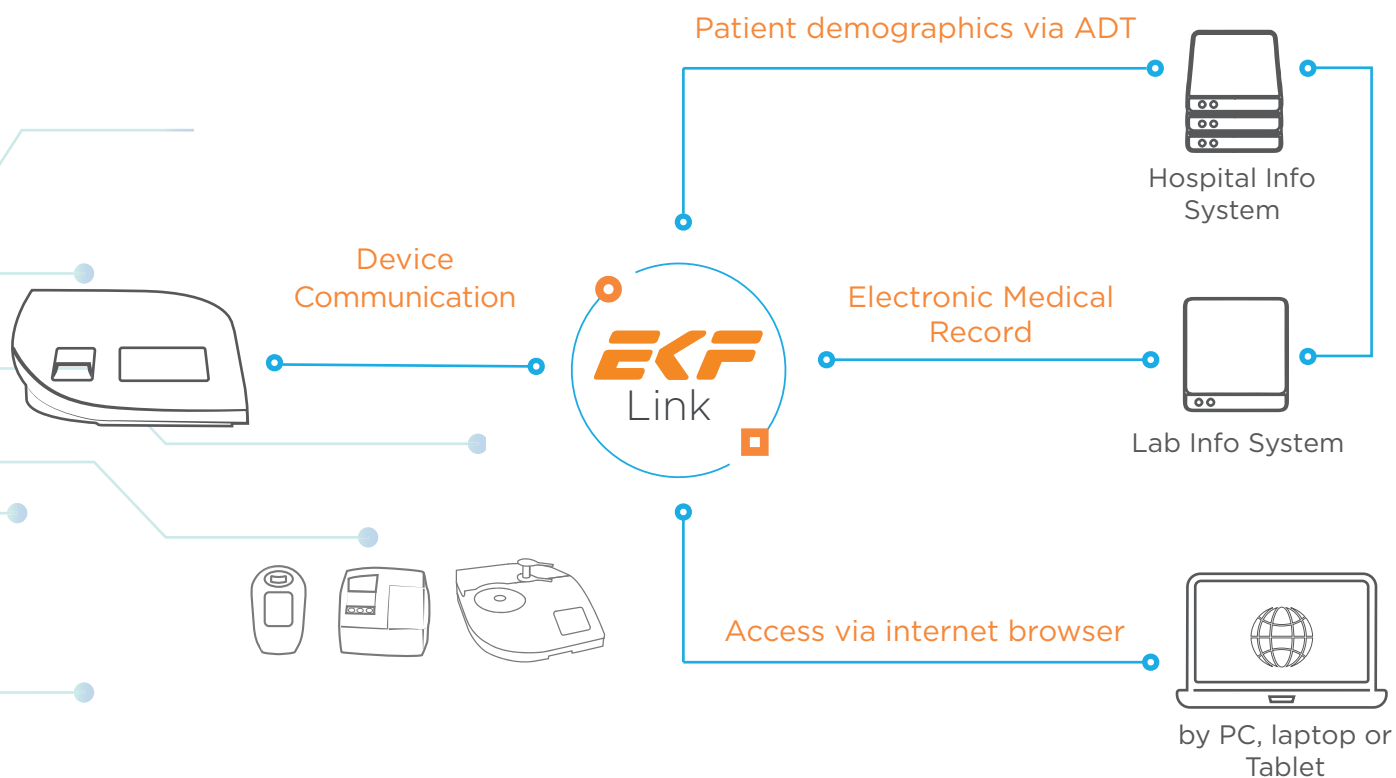 Patient demographics via ADT
Hospital Info
System
Device
Communication
EKF
Link
Electronic Medical
Record
Lab Info System
Access via internet browser
by PC, laptop or
Tablet